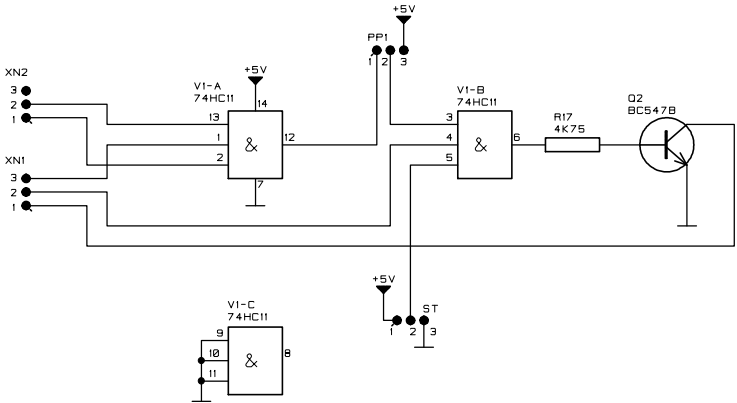 +5V
PP1
1 2 3
XN2
3
2
1
+5V
V1-A
74HC11
14
13
1
2
&
12
7
V1-B
74HC11
3
4
5
&
6
R17
4K75
Q2
BC547B
XN1
3
2
1
+5V
ST
1 2 3
V1-C
74HC11
9
10
11
&
8